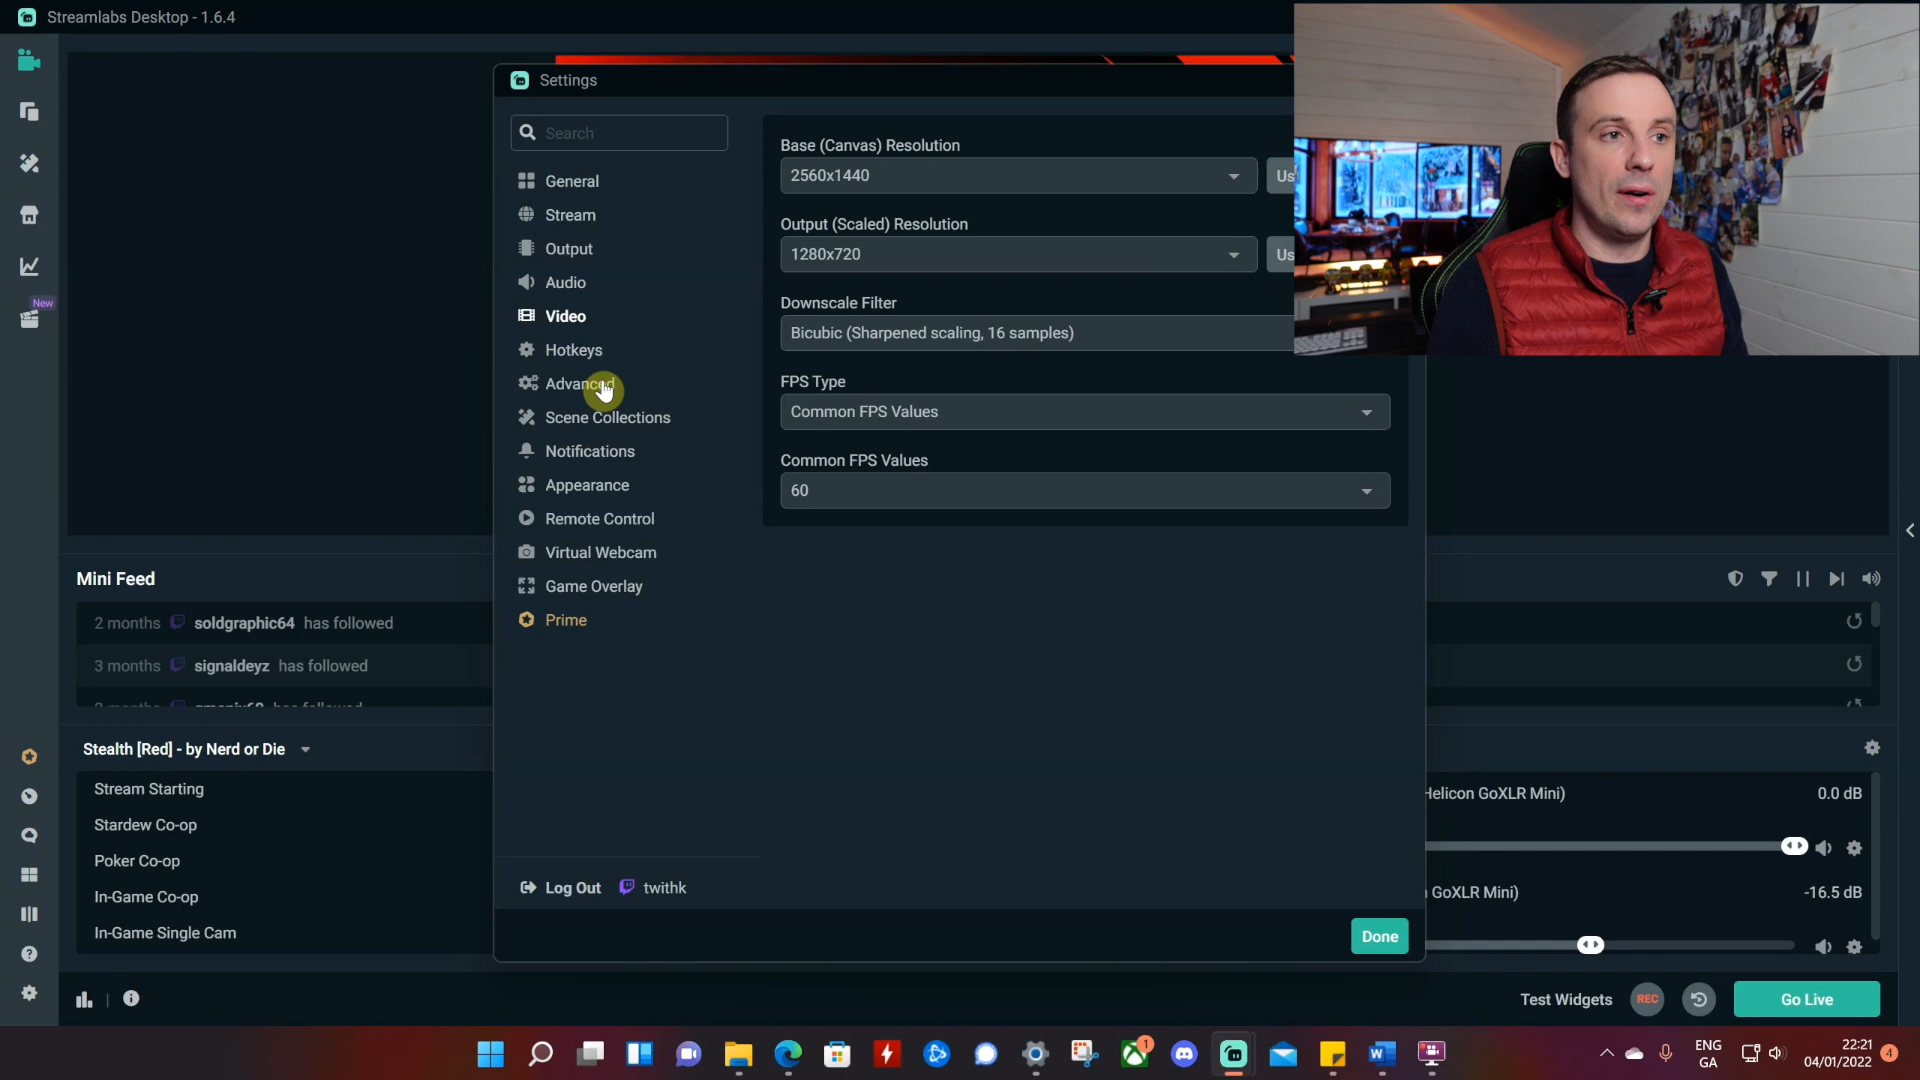 Streamlabs Desktop - 1.6.4
Settings
Search
General
Stream
Output
Audio
Video
Hotkeys
Advanced
Scene Collections
Notifications
Appearance
Remote Control
Virtual Webcam
Game Overlay
Prime
Log Out
twithk
Base (Canvas) Resolution
2560x1440
Us
Output (Scaled) Resolution
1280x720
Us
Downscale Filter
Bicubic (Sharpened scaling, 16 samples)
FPS Type
Common FPS Values
Common FPS Values
60
Done
New
Mini Feed
2 months soldgraphic64 has followed
3 months signaldeyz has followed
Stealth [Red] - by Nerd or Die
Stream Starting
Stardew Co-op
Poker Co-op
In-Game Co-op
In-Game Single Cam
Helicon GoXLR Mini) 0.0 dB
GoXLR Mini) -16.5 dB
Test Widgets
REC
Go Live
1
ENG
GA
22:21
04/01/2022
4